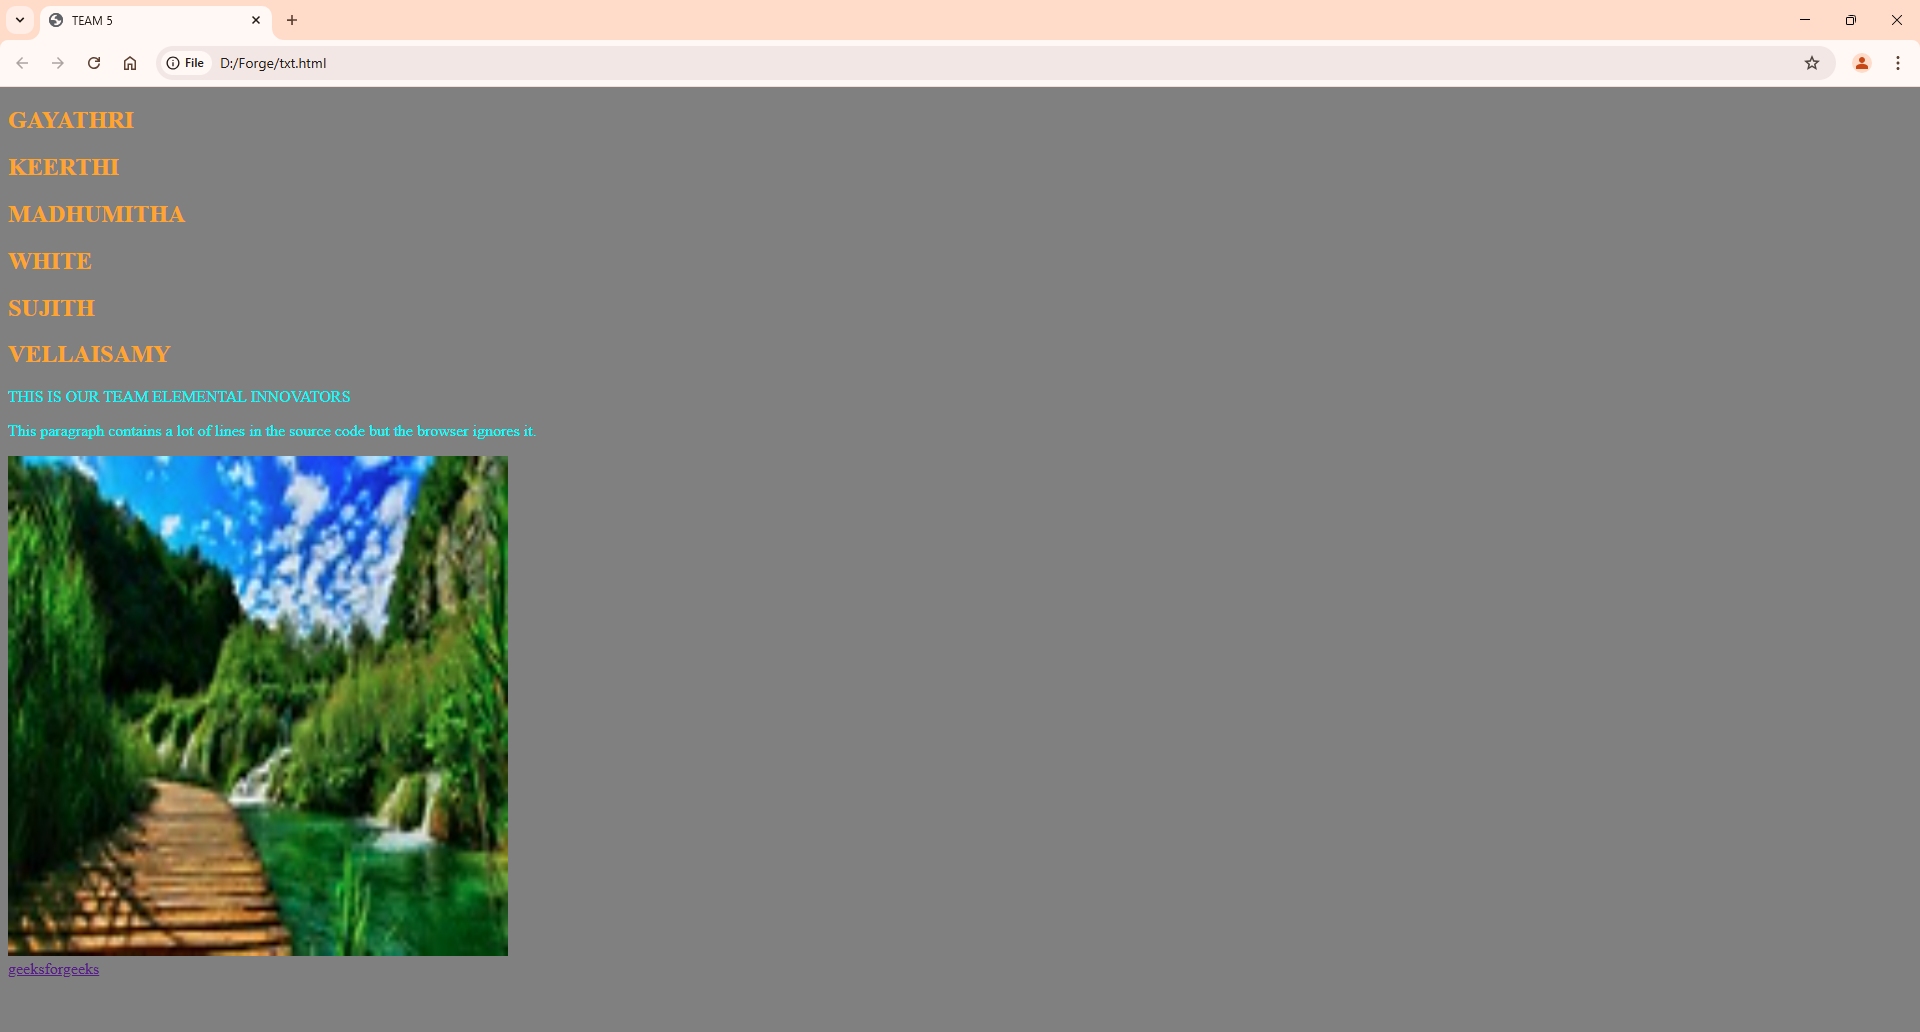 TEAM 5
File D:/Forge/txt.html
GAYATHRI
KEERTHI
MADHUMITHA
WHITE
SUJITH
VELLAISAMY
THIS IS OUR TEAM ELEMENTAL INNOVATORS
This paragraph contains a lot of lines in the source code but the browser ignores it.
geeksforgeeks